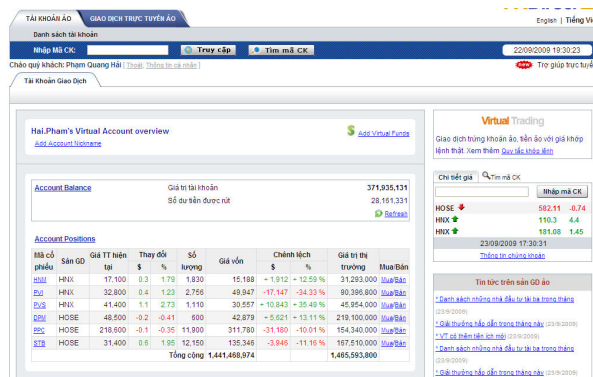 TÀI KHOẢN ẢO GIAO DỊCH TRỰC TUYẾN ẢO
English | Tiếng Vi
Danh sách tài khoản
Nhập Mã CK: Truy cập Tìm mã CK 22/09/2009 19:30:23
Chào quý khách: Phạm Quang Hải [ Thoát, Thông tin cá nhân ] new Trợ giúp trực tuyế
Tài Khoản Giao Dịch
Hai.Pham's Virtual Account overview
Add Account Nickname
$ Add Virtual Funds
Account Balance Giá trị tài khoản 371,935,131
Số dư tiền được rút 28,161,331
Refresh
Account Positions
Mã cổ phiếu Sàn GD Giá TT hiện tại Thay đổi $ % Số lượng Giá vốn Chênh lệch $ % Giá trị thị trường Mua/Bán
HNM HNX 17,100 0.3 1.79 1,830 15,188 + 1,912 + 12.59 % 31,293,000 Mua/Bán
PVI HNX 32,800 0.4 1.23 2,756 49,947 -17,147 -34.33 % 90,396,800 Mua/Bán
PVS HNX 41,400 1.1 2.73 1,110 30,557 + 10,843 + 35.49 % 45,954,000 Mua/Bán
DPM HOSE 48,500 -0.2 -0.41 600 42,879 + 5,621 + 13.11 % 219,100,000 Mua/Bán
PPC HOSE 218,600 -0.1 -0.35 11,900 311,780 -31,180 -10.01 % 154,340,000 Mua/Bán
STB HOSE 31,400 0.6 1.95 12,150 135,346 -3,946 -11.16 % 167,510,000 Mua/Bán
Tổng cộng 1,441,468,974 1,465,593,800
Virtual Trading
Giao dịch trứng khoán ảo, tiền ảo với giá khớp
lệnh thật. Xem thêm Quy tắc khớp lệnh
Chi tiết giá Tìm mã CK
Nhập mã CK
HOSE 582.11 -0.74
HNX 110.3 4.4
HNX 181.08 1.45
23/09/2009 17:30:31
Thông tin chứng khoán
Tin tức trên sàn GD ảo
* Danh sách những nhà đầu tư tài ba trong tháng
(23/9/2009)
* Giải thưởng hấp dẫn trong tháng này (23/9/2009)
* VT có thêm tiện ích mới (23/9/2009)
* Danh sách những nhà đầu tư tài ba trong tháng
(23/9/2009)
* Giải thưởng hấp dẫn trong tháng này (23/9/2009)